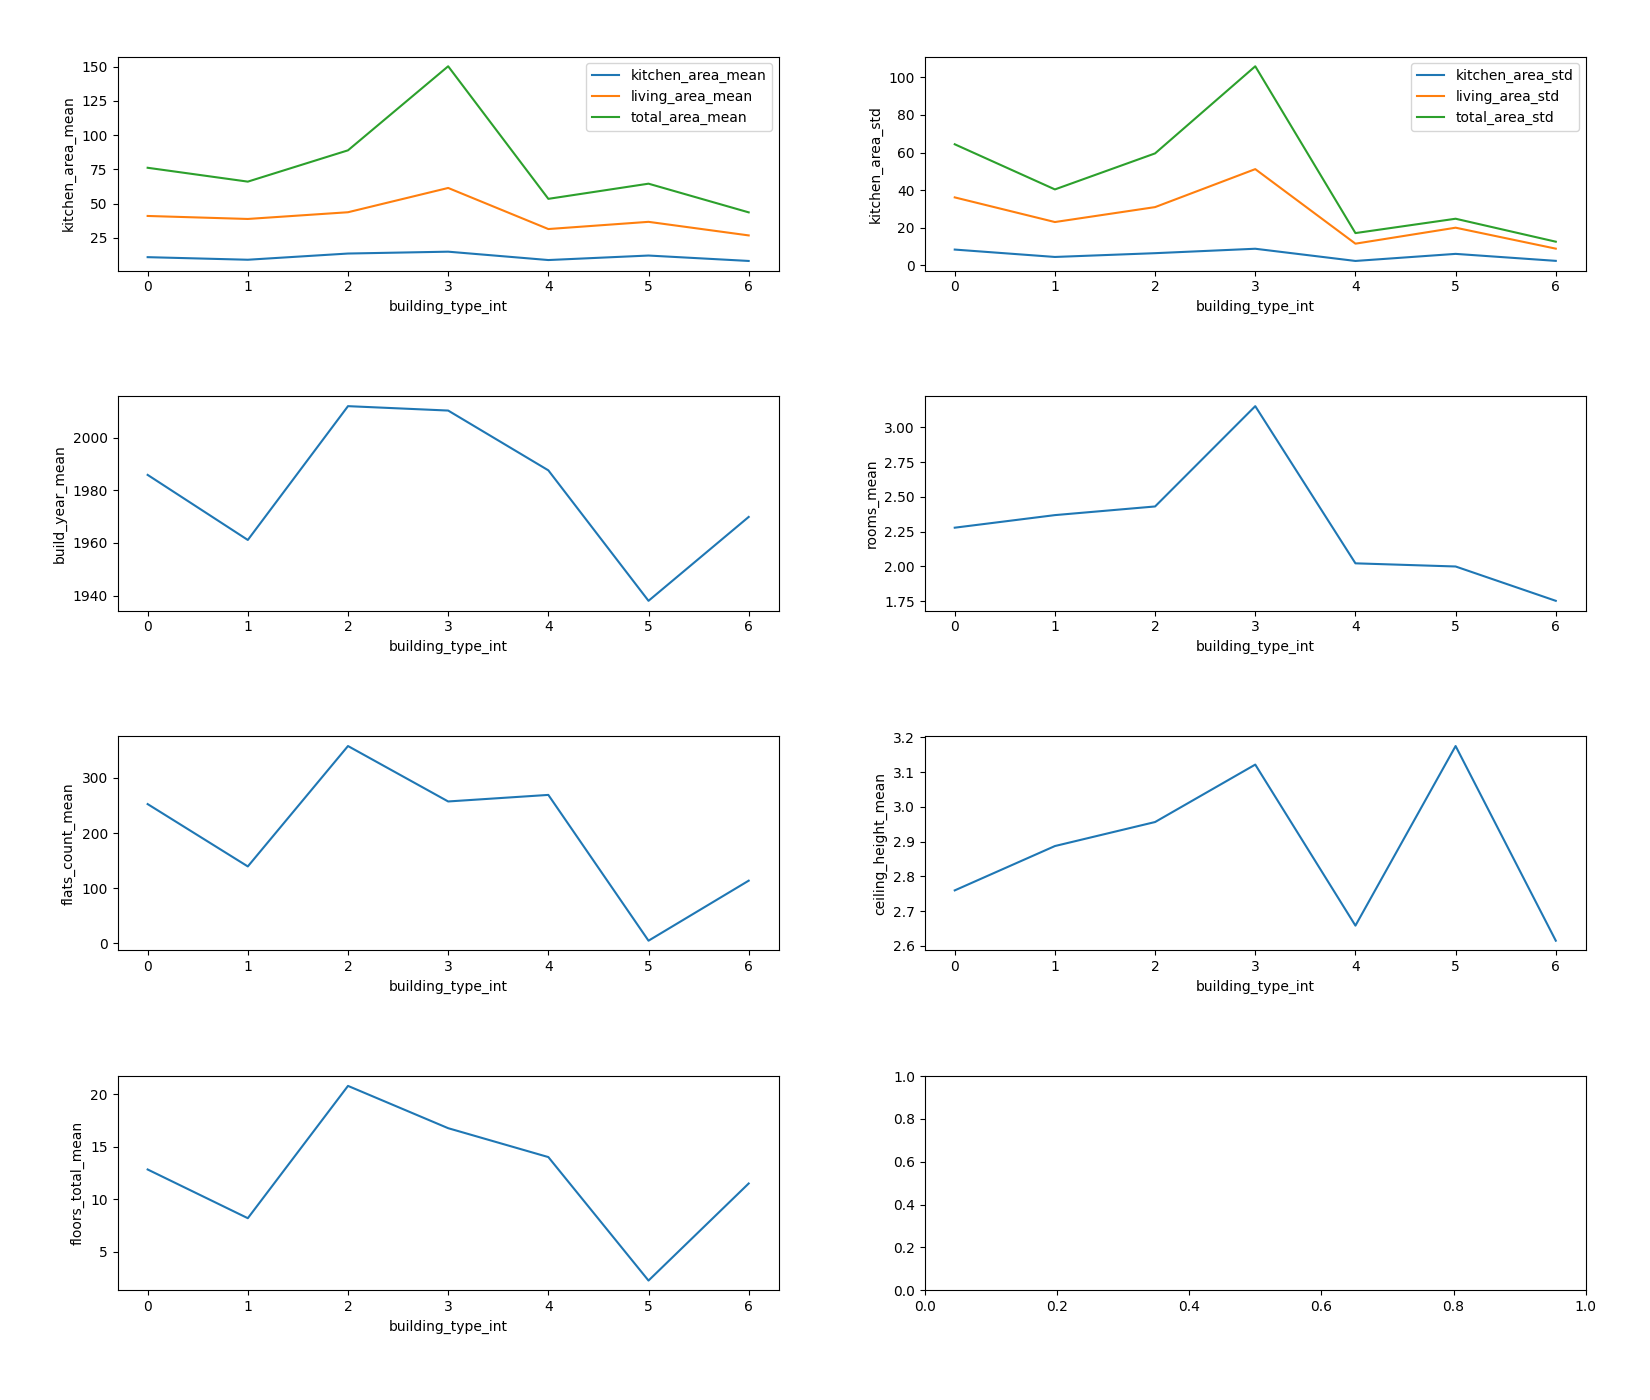 kitchen_area_mean
150
125
100
75
50
25
0 1 2 3 4 5 6
building_type_int
kitchen_area_mean
living_area_mean
total_area_mean
kitchen_area_std
100
80
60
40
20
0
0 1 2 3 4 5 6
building_type_int
kitchen_area_std
living_area_std
total_area_std
build_year_mean
2000
1980
1960
1940
0 1 2 3 4 5 6
building_type_int
rooms_mean
3.00
2.75
2.50
2.25
2.00
1.75
0 1 2 3 4 5 6
building_type_int
flats_count_mean
300
200
100
0
0 1 2 3 4 5 6
building_type_int
ceiling_height_mean
3.2
3.1
3.0
2.9
2.8
2.7
2.6
0 1 2 3 4 5 6
building_type_int
floors_total_mean
20
15
10
5
0 1 2 3 4 5 6
building_type_int
1.0
0.8
0.6
0.4
0.2
0.0
0.0 0.2 0.4 0.6 0.8 1.0